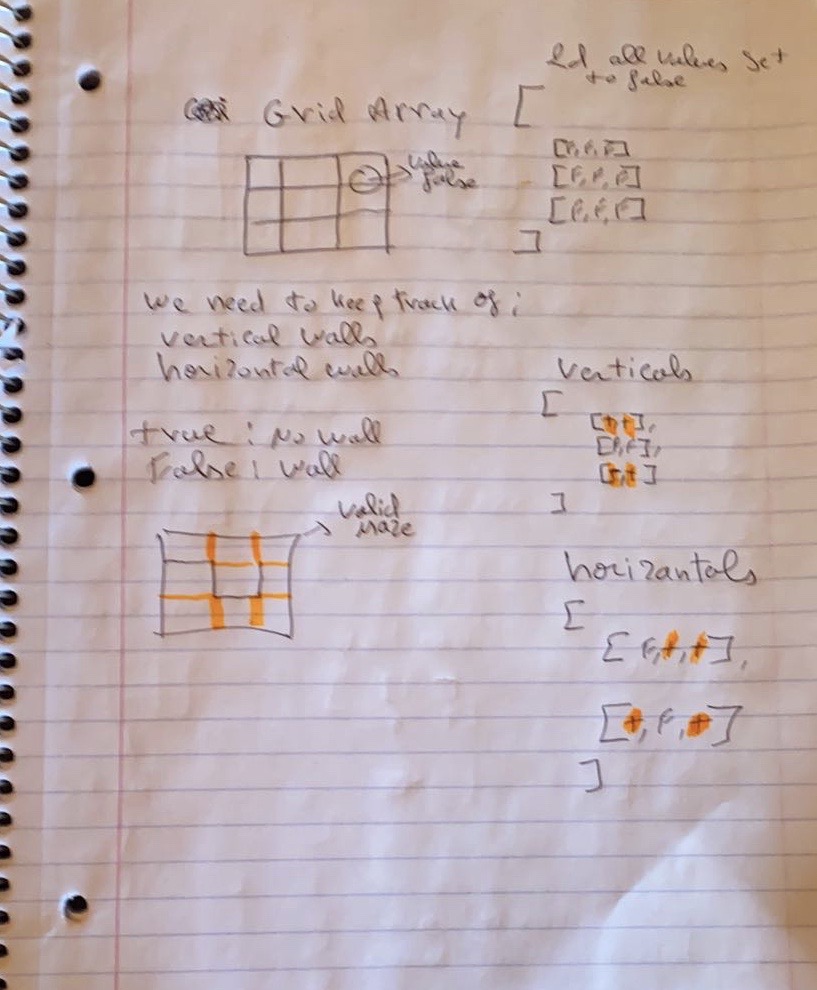 2d all values set
to false
Grid Array
[
[F, F, F]
[F, F, F]
[F, F, F]
]
value
false
we need to keep track of :
vertical walls
horizontal walls
true : No wall
False : wall
valid
maze
verticals
[
[t, t],
[F, F],
[t, t]
]
horizantals
[
[F, t, t],
[t, F, t]
]